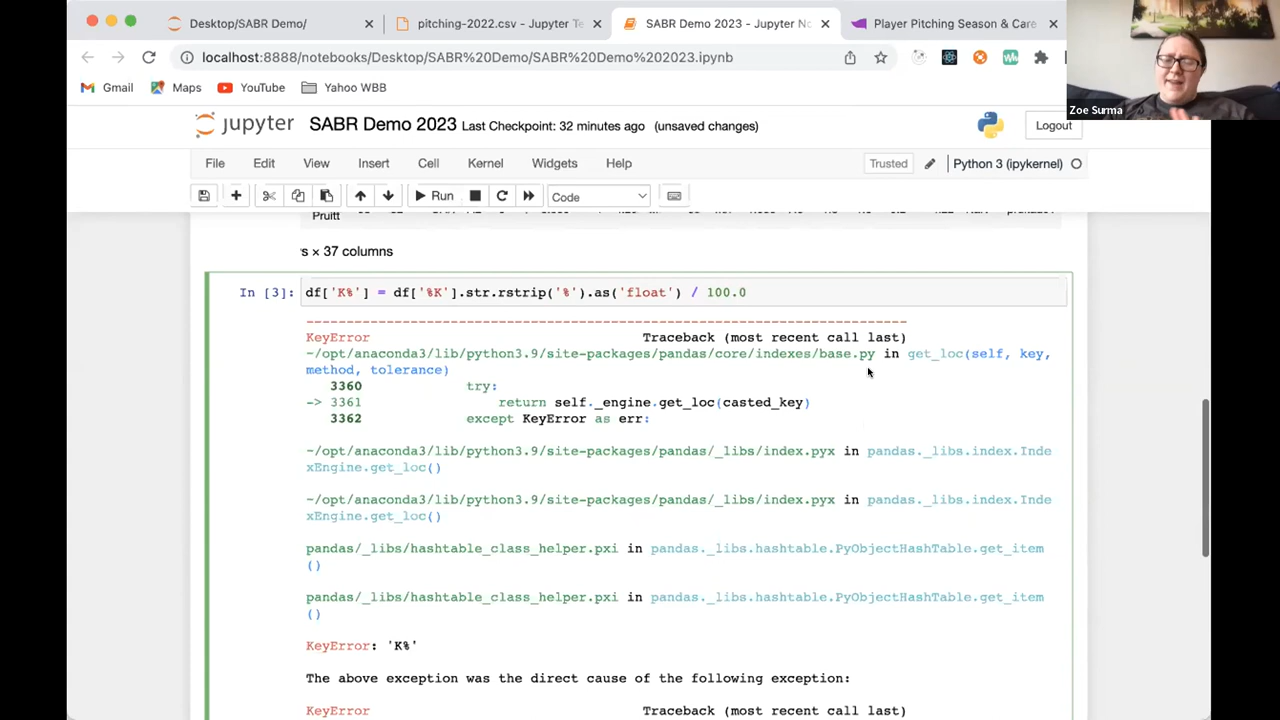 Desktop/SABR Demo/
pitching-2022.csv - Jupyter Te
SABR Demo 2023 - Jupyter No
Player Pitching Season & Care
localhost:8888/notebooks/Desktop/SABR%20Demo/SABR%20Demo%202023.ipynb
Gmail Maps YouTube Yahoo WBB
Zoe Surma
jupyter SABR Demo 2023 Last Checkpoint: 32 minutes ago (unsaved changes) Logout
File Edit View Insert Cell Kernel Widgets Help Trusted Python 3 (ipykernel)
Run Code
Pruitt
s × 37 columns
In [3]: df['K%'] = df['%K'].str.rstrip('%').as('float') / 100.0
---------------------------------------------------------------------------
KeyError Traceback (most recent call last)
~/opt/anaconda3/lib/python3.9/site-packages/pandas/core/indexes/base.py in get_loc(self, key,
method, tolerance)
3360 try:
-> 3361 return self._engine.get_loc(casted_key)
3362 except KeyError as err:
~/opt/anaconda3/lib/python3.9/site-packages/pandas/_libs/index.pyx in pandas._libs.index.Inde
xEngine.get_loc()
~/opt/anaconda3/lib/python3.9/site-packages/pandas/_libs/index.pyx in pandas._libs.index.Inde
xEngine.get_loc()
pandas/_libs/hashtable_class_helper.pxi in pandas._libs.hashtable.PyObjectHashTable.get_item
()
pandas/_libs/hashtable_class_helper.pxi in pandas._libs.hashtable.PyObjectHashTable.get_item
()
KeyError: 'K%'
The above exception was the direct cause of the following exception:
KeyError Traceback (most recent call last)